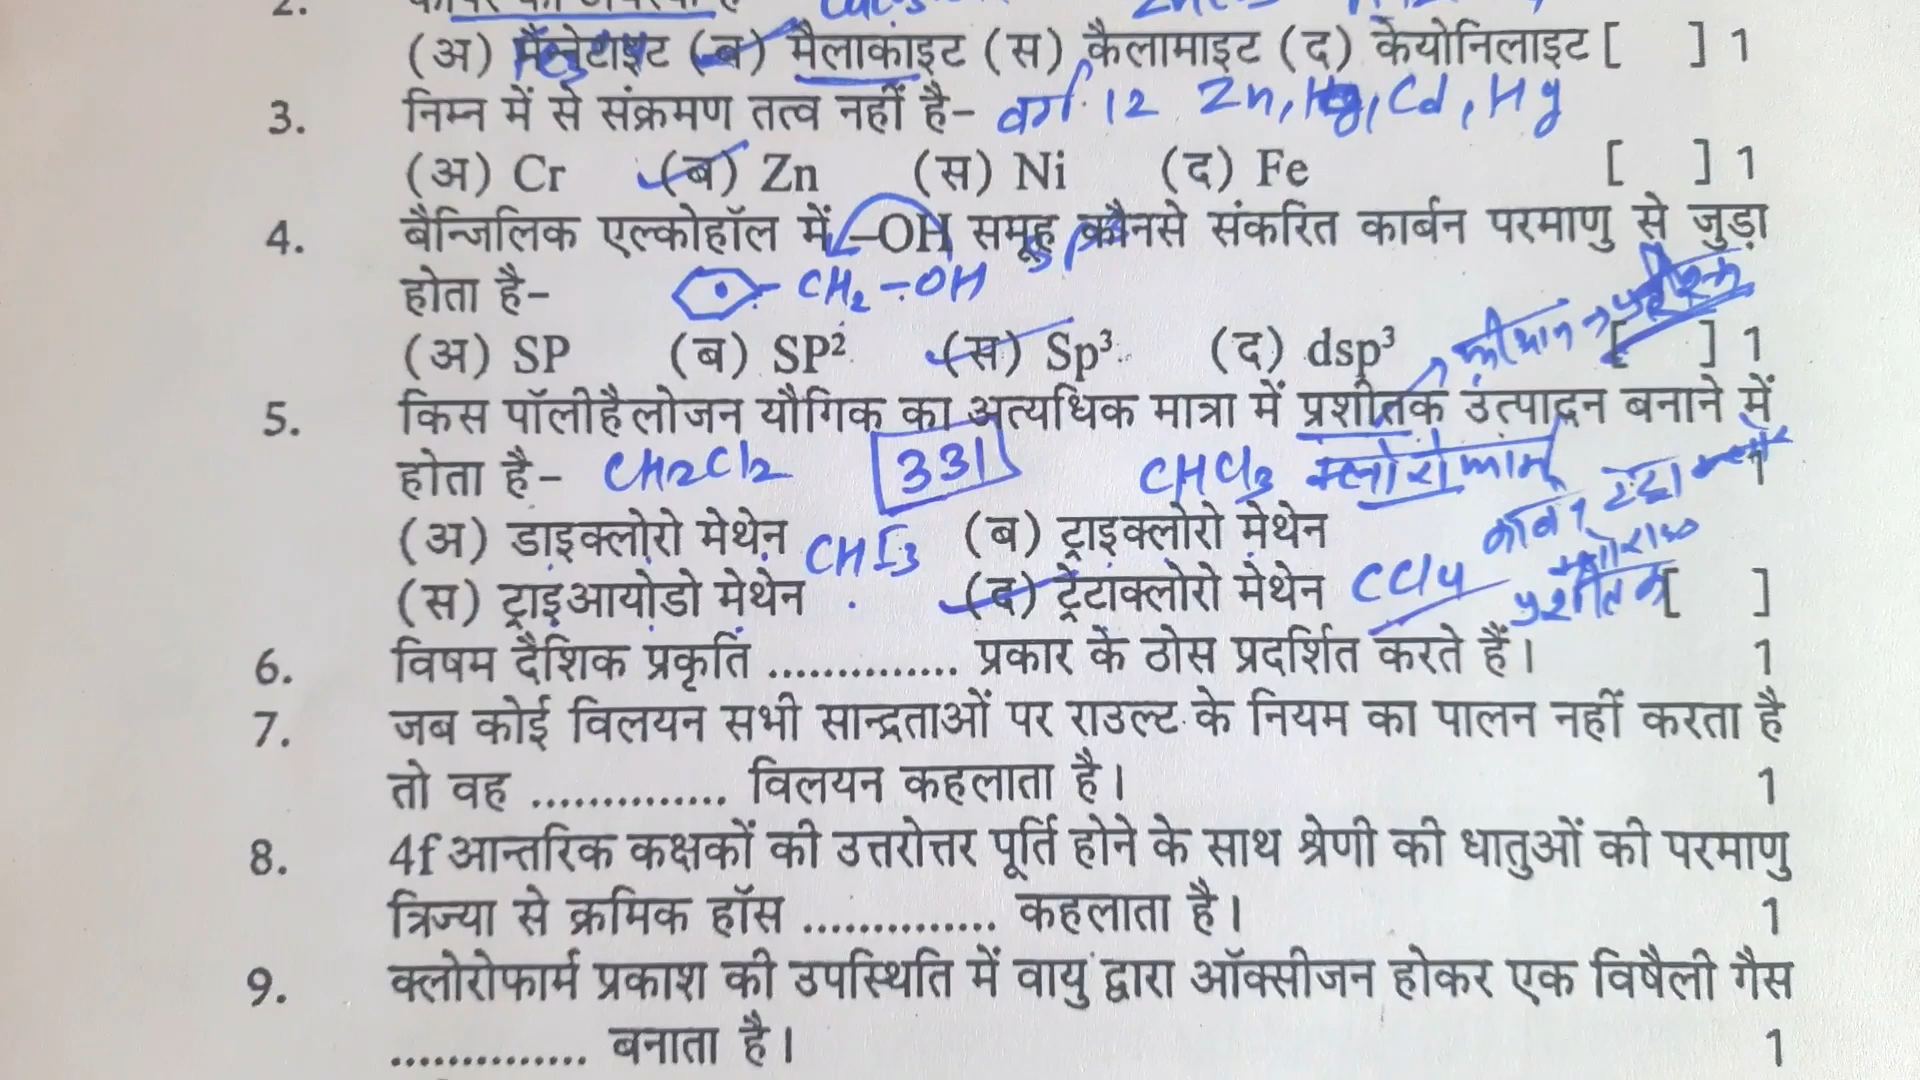 2.
(अ) मैग्नेटाइट (ब) मैलाकाइट (स) कैलामाइट (द) केयोनिलाइट [ ] 1
3. निम्न में से संक्रमण तत्व नहीं है- वर्ग 12 Zn, Cd, Hg
(अ) Cr (ब) Zn (स) Ni (द) Fe [ ] 1
4. बैन्जिलिक एल्कोहॉल में –OH समूह कौनसे संकरित कार्बन परमाणु से जुड़ा
होता है- CH2-OH
(अ) SP (ब) SP² (स) Sp³ (द) dsp³ [ ] 1
5. किस पॉलीहैलोजन यौगिक का अत्यधिक मात्रा में प्रशीतक उत्पादन बनाने में
होता है- CH2Cl2 331 CHCl3 क्लोरोफार्म 1
(अ) डाइक्लोरो मेथेन CHI3 (ब) ट्राइक्लोरो मेथेन
(स) ट्राइआयोडो मेथेन (द) ट्रेटाक्लोरो मेथेन CCl4 प्रशीतक [ ]
6. विषम दैशिक प्रकृति .............. प्रकार के ठोस प्रदर्शित करते हैं। 1
7. जब कोई विलयन सभी सान्द्रताओं पर राउल्ट के नियम का पालन नहीं करता है
तो वह .............. विलयन कहलाता है। 1
8. 4f आन्तरिक कक्षकों की उत्तरोत्तर पूर्ति होने के साथ श्रेणी की धातुओं की परमाणु
त्रिज्या से क्रमिक हॉस .............. कहलाता है। 1
9. क्लोरोफार्म प्रकाश की उपस्थिति में वायु द्वारा ऑक्सीजन होकर एक विषैली गैस
.............. बनाता है। 1